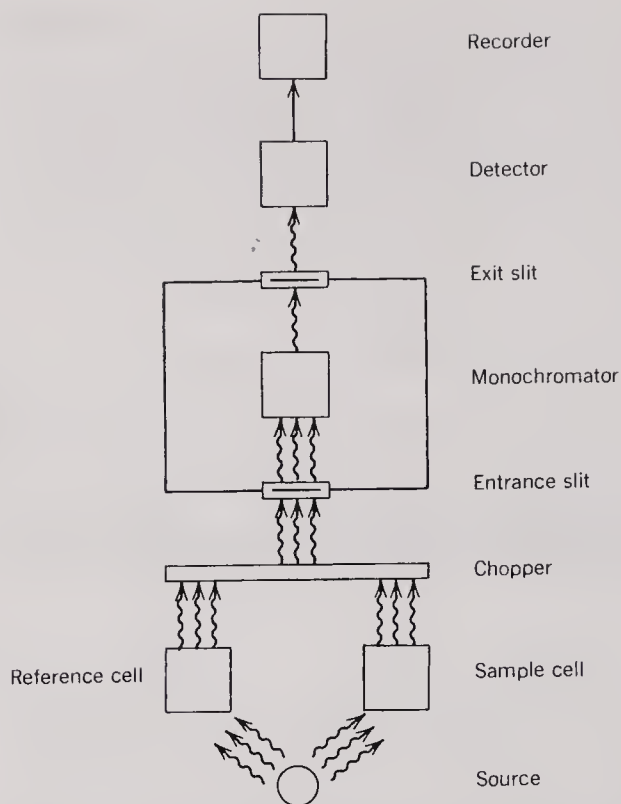 Recorder
Detector
Exit slit
Monochromator
Entrance slit
Chopper
Reference cell
Sample cell
Source